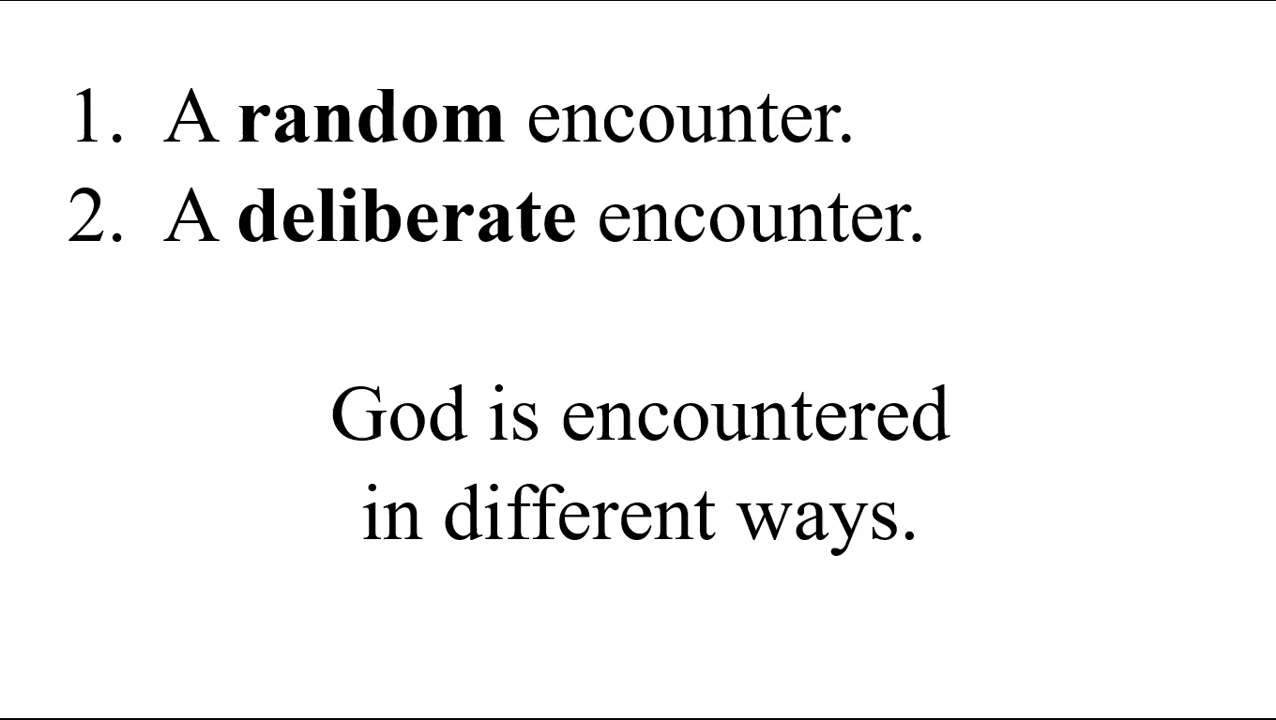 1. A random encounter.
2. A deliberate encounter.
God is encountered
in different ways.